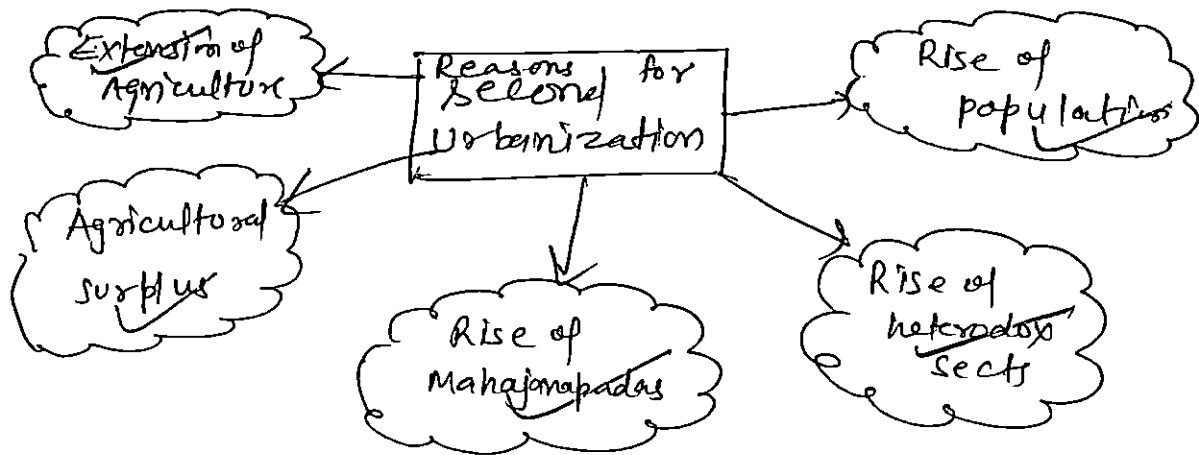 Reasons for
second
urbanization
Extension of
Agriculture
Rise of
population
Agricultural
surplus
Rise of
Mahajanapadas
Rise of
heterodox
sects